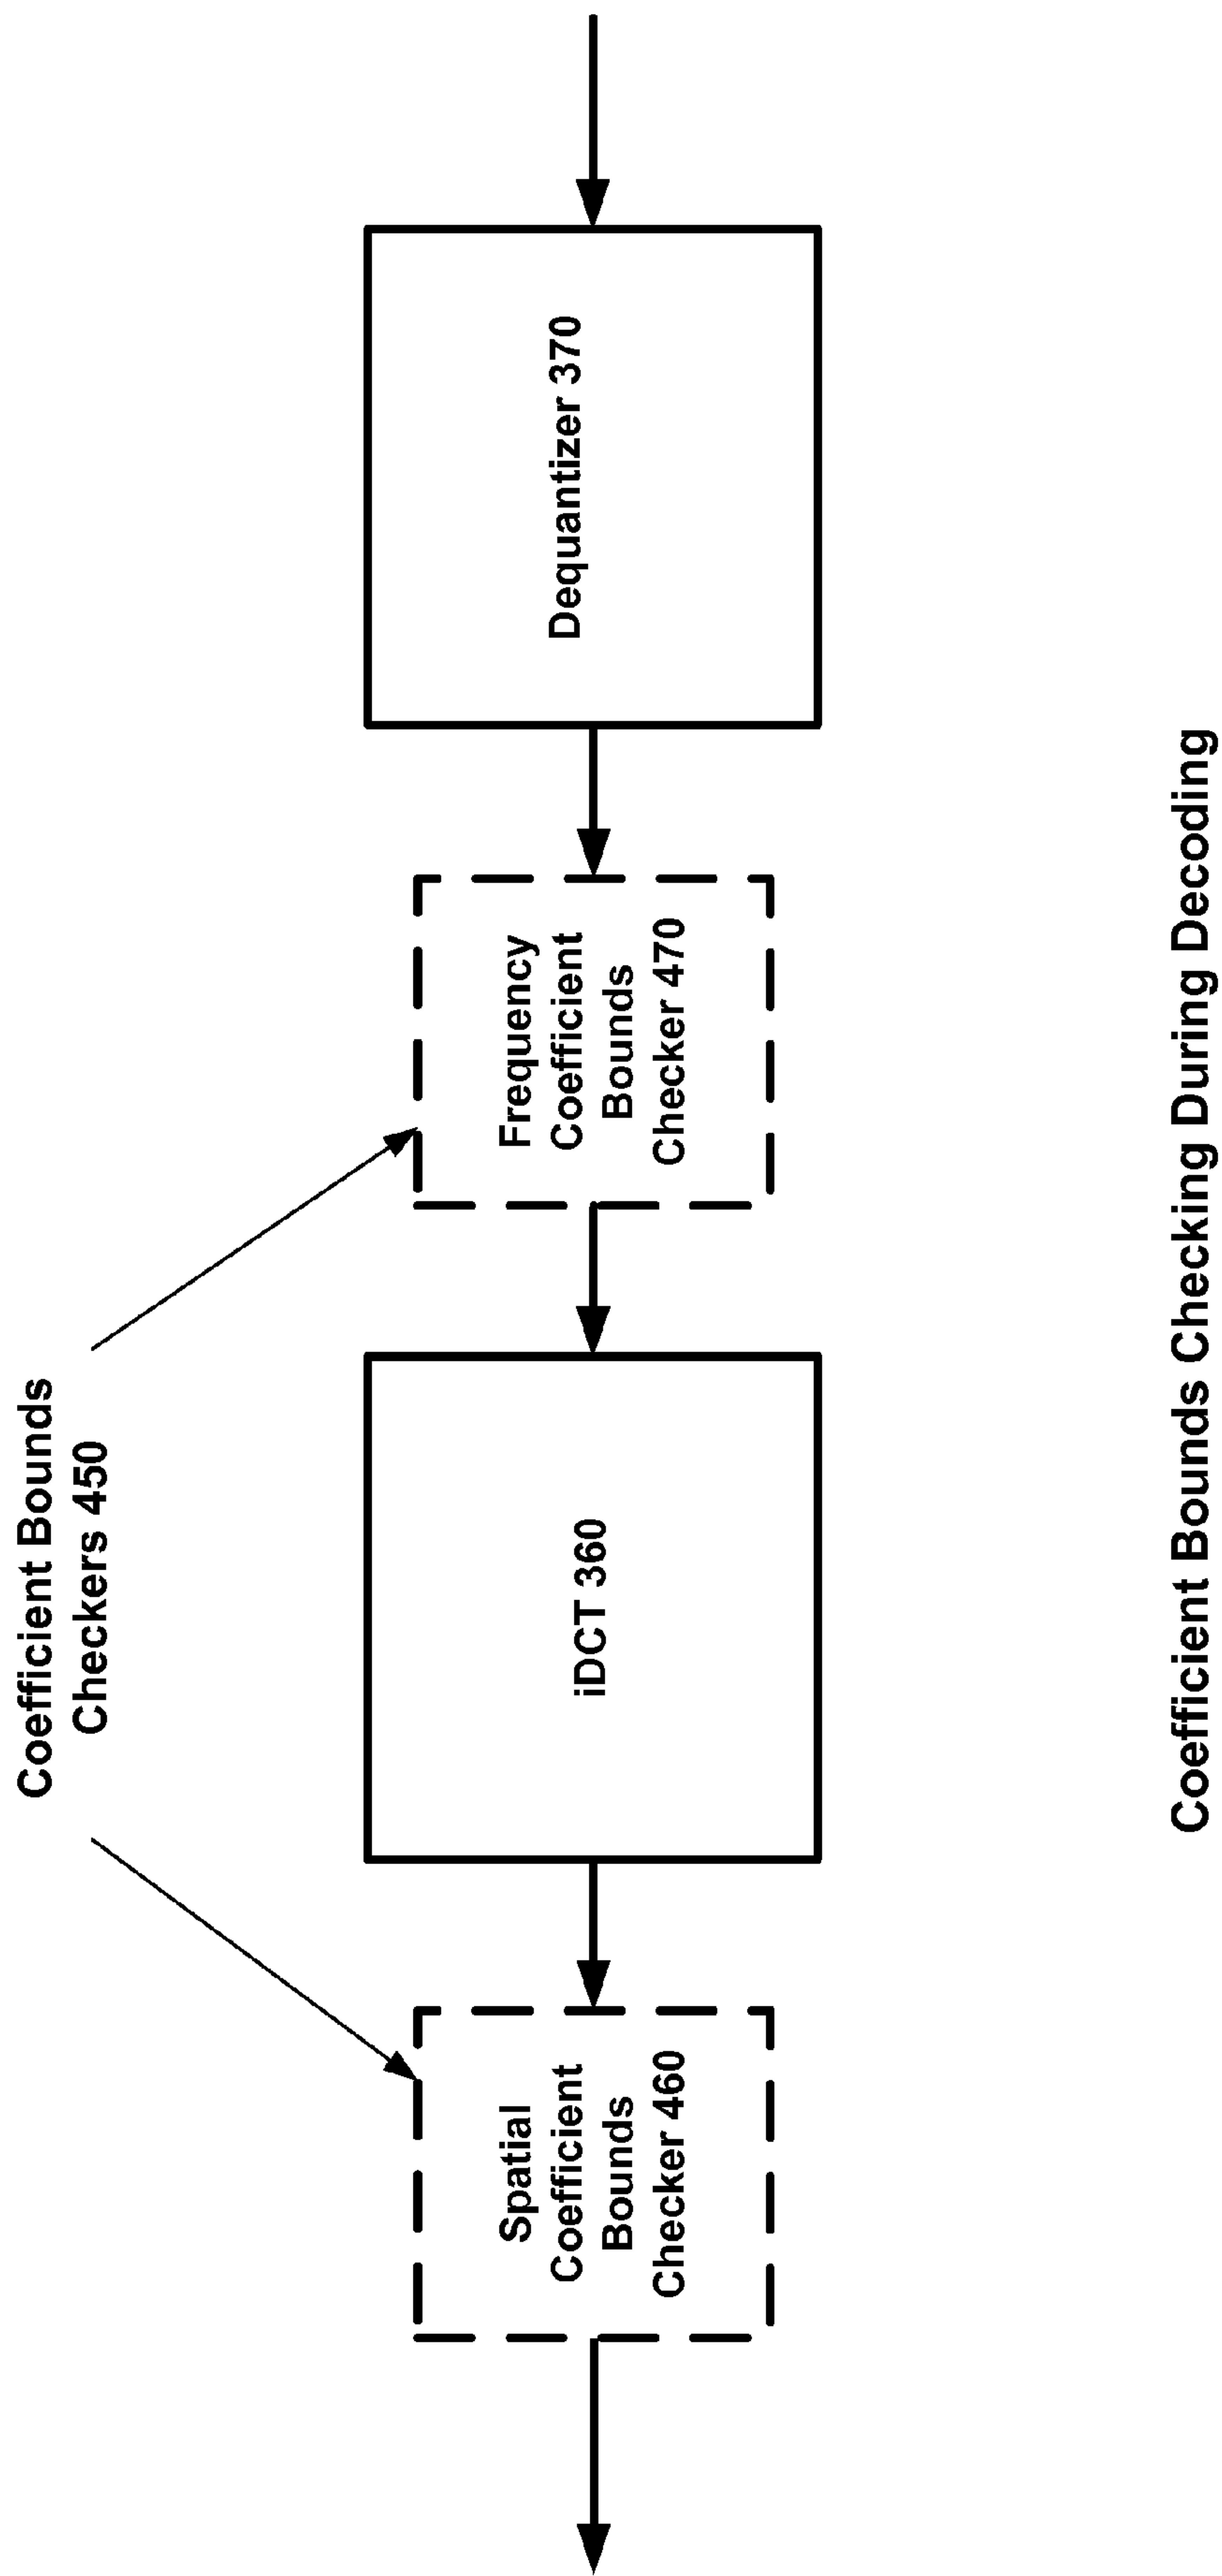 Coefficient Bounds
Checkers 450
Spatial
Coefficient
Bounds
Checker 460
iDCT 360
Frequency
Coefficient
Bounds
Checker 470
Dequantizer 370
Coefficient Bounds Checking During Decoding